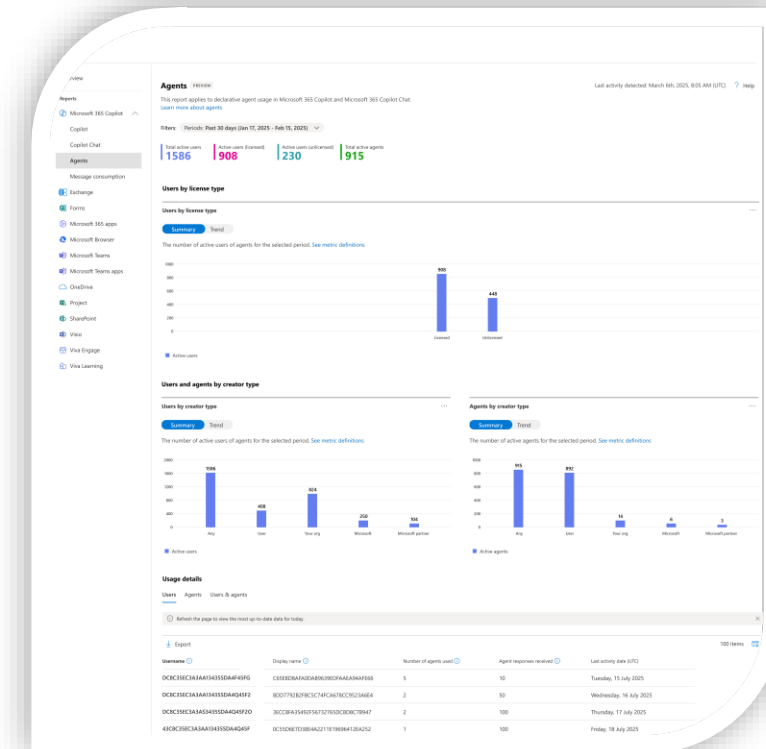 Reports
Microsoft 365 Copilot
Copilot
Copilot Chat
Agents
Message consumption
Exchange
Forms
Microsoft 365 apps
Microsoft Browser
Microsoft Teams
Microsoft Teams apps
OneDrive
Project
SharePoint
Visio
Viva Engage
Viva Learning
Agents PREVIEW
Last activity detected: March 6th, 2025, 8:05 AM (UTC) ? Help
This report applies to declarative agent usage in Microsoft 365 Copilot and Microsoft 365 Copilot Chat.
Learn more about agents
Filters: Periods: Past 30 days (Jan 17, 2025 - Feb 15, 2025)
Total active users
1586
Active users (licensed)
908
Active users (unlicensed)
230
Total active agents
915
Users by license type
Users by license type
Summary Trend
The number of active users of agents for the selected period. See metric definitions
1000
800
600
400
200
0
908
448
Licensed
Unlicensed
Active users
Users and agents by creator type
Users by creator type
Summary Trend
The number of active users of agents for the selected period. See metric definitions
1586
924
250
104
Any User Your org Microsoft Microsoft partner
Active users
Agents by creator type
Summary Trend
The number of active agents for the selected period. See metric definitions
915
892
14
6
3
Any User Your org Microsoft Microsoft partner
Active agents
Usage details
Users Agents Users & agents
Refresh the page to view the most up-to-date data for today.
Export
100 items
Username Display name Number of agents used Agent responses received Last activity date (UTC)
5 10 Tuesday, 15 July 2025
2 50 Wednesday, 16 July 2025
2 100 Thursday, 17 July 2025
1 100 Friday, 18 July 2025